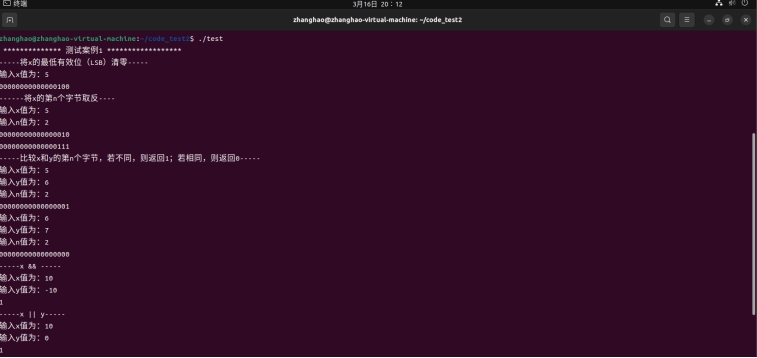 终端
3月16日 20:12
zhanghao@zhanghao-virtual-machine: ~/code_test2
zhanghao@zhanghao-virtual-machine:~/code_test2$ ./test
************** 测试案例1 ******************
-----将x的最低有效位（LSB）清零-----
输入x值为: 5
0000000000000100
------将x的第n个字节取反----
输入x值为: 5
输入n值为: 2
0000000000000010
0000000000000111
-----比较x和y的第n个字节，若不同，则返回1；若相同，则返回0-----
输入x值为: 5
输入y值为: 6
输入n值为: 2
0000000000000001
输入x值为: 6
输入y值为: 7
输入n值为: 2
0000000000000000
-----x && -----
输入x值为: 10
输入y值为: -10
1
-----x || y-----
输入x值为: 10
输入y值为: 0
1